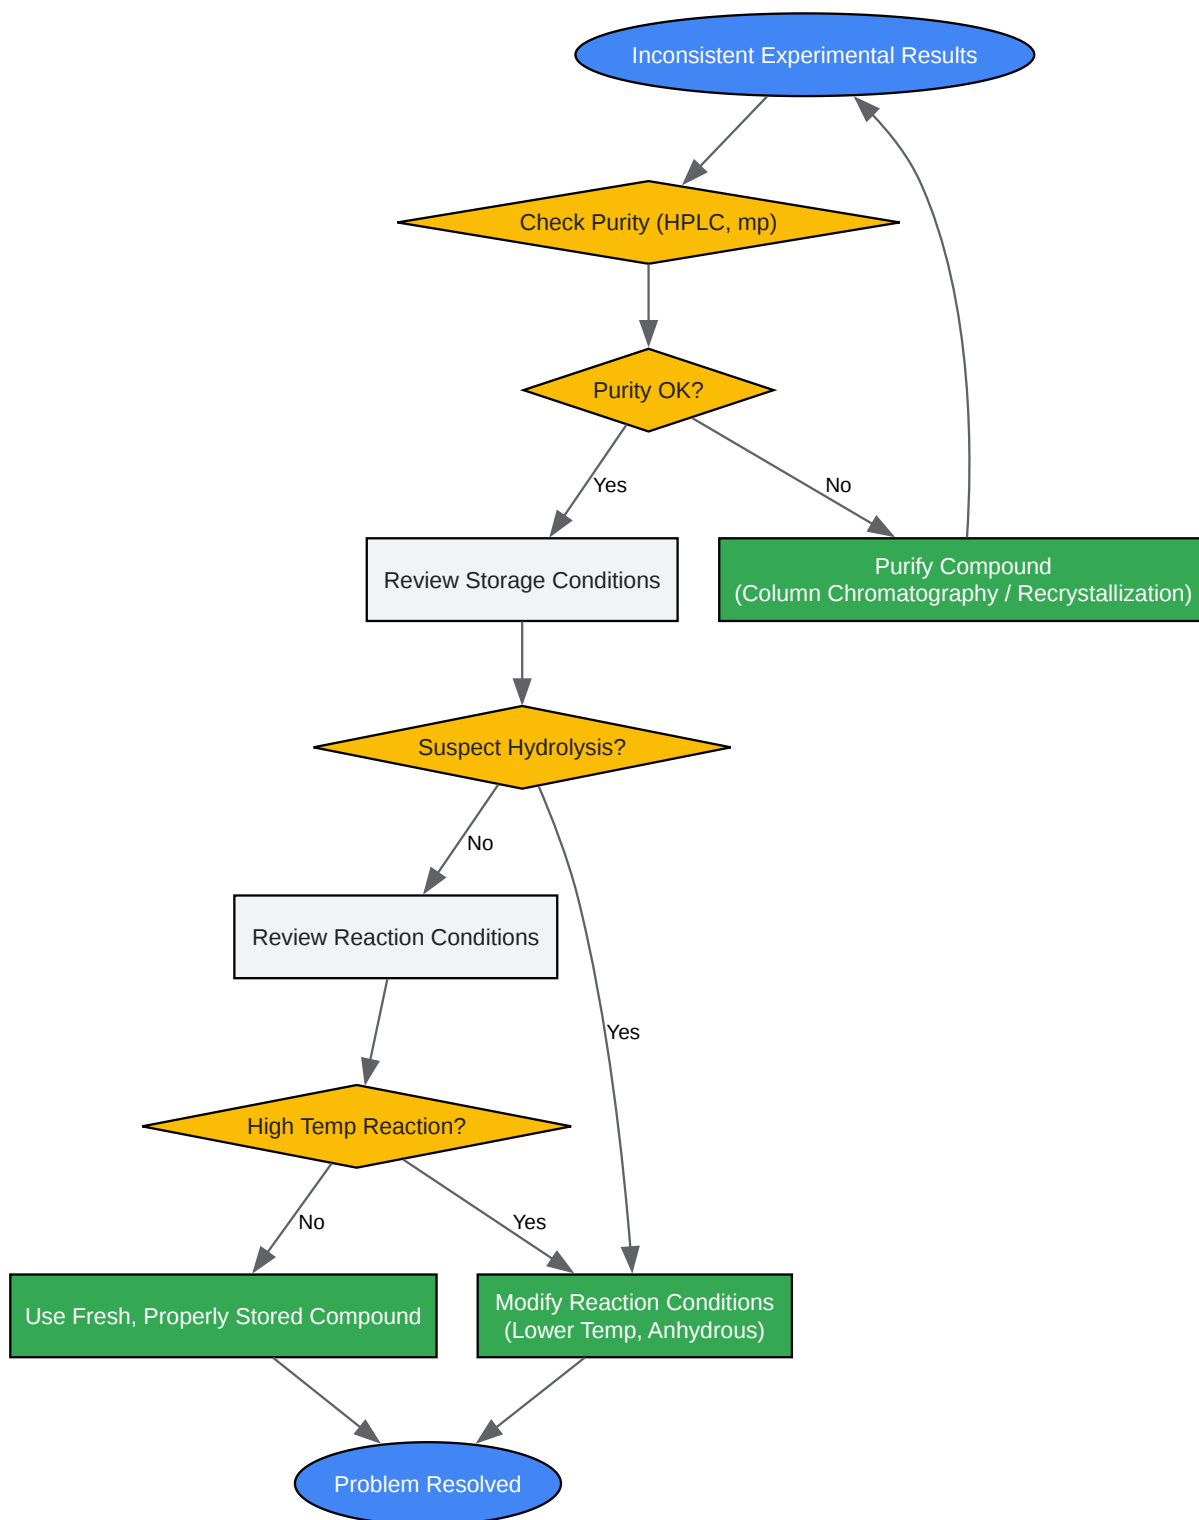 Inconsistent Experimental Results
Check Purity (HPLC, mp)
Purity OK?
Yes
No
Review Storage Conditions
Purify Compound
(Column Chromatography / Recrystallization)
Suspect Hydrolysis?
No
Review Reaction Conditions
Yes
High Temp Reaction?
No
Yes
Use Fresh, Properly Stored Compound
Modify Reaction Conditions
(Lower Temp, Anhydrous)
Problem Resolved